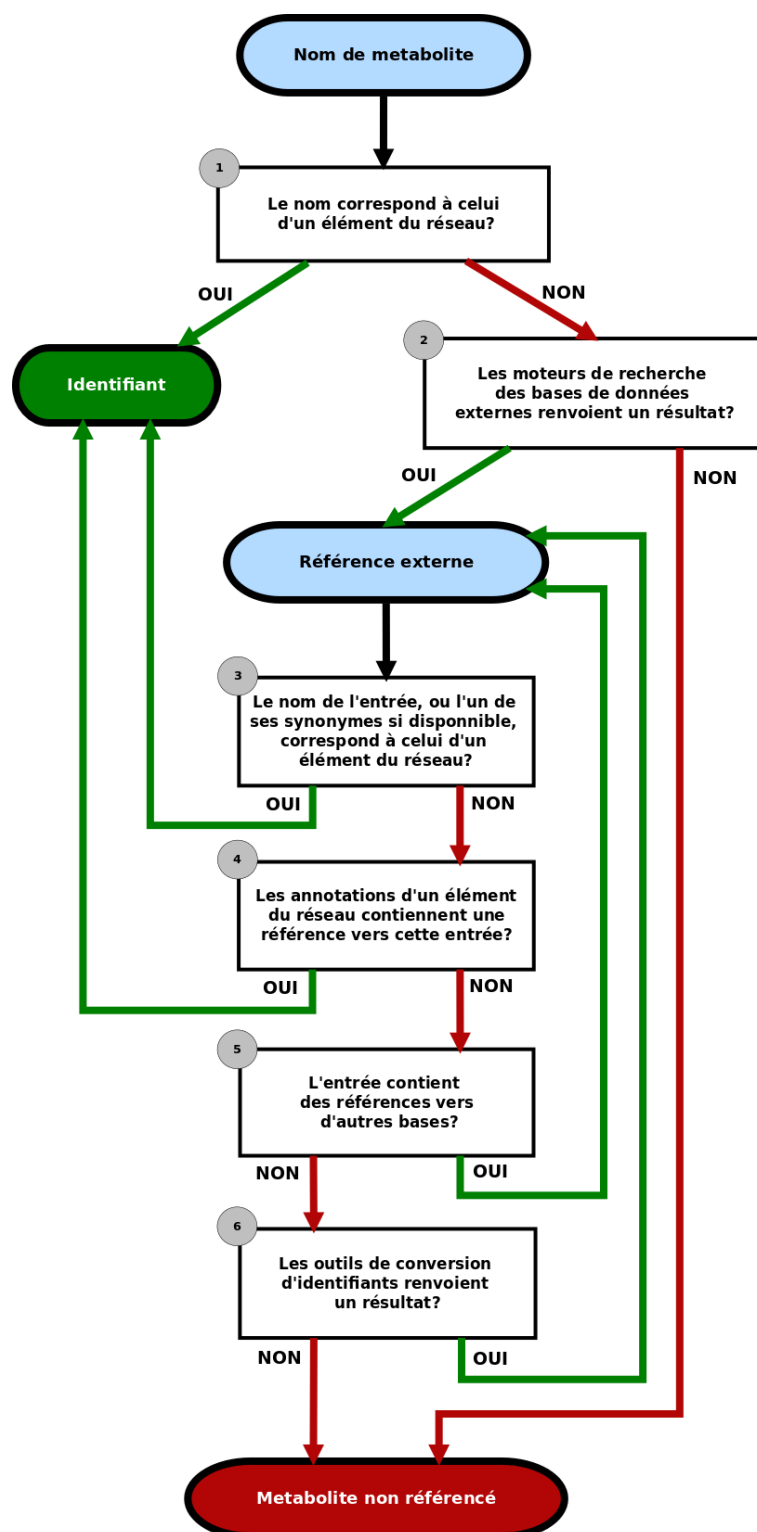 Nom de metabolite
1
Le nom correspond à celui
d'un élément du réseau?
OUI
NON
2
Identifiant
Les moteurs de recherche
des bases de données
externes renvoient un résultat?
OUI
NON
Référence externe
3
Le nom de l'entrée, ou l'un de
ses synonymes si disponnible,
correspond à celui d'un
élément du réseau?
OUI
NON
4
Les annotations d'un élément
du réseau contiennent une
référence vers cette entrée?
OUI
NON
5
L'entrée contient
des références vers
d'autres bases?
NON
OUI
6
Les outils de conversion
d'identifiants renvoient
un résultat?
NON
OUI
Metabolite non référencé